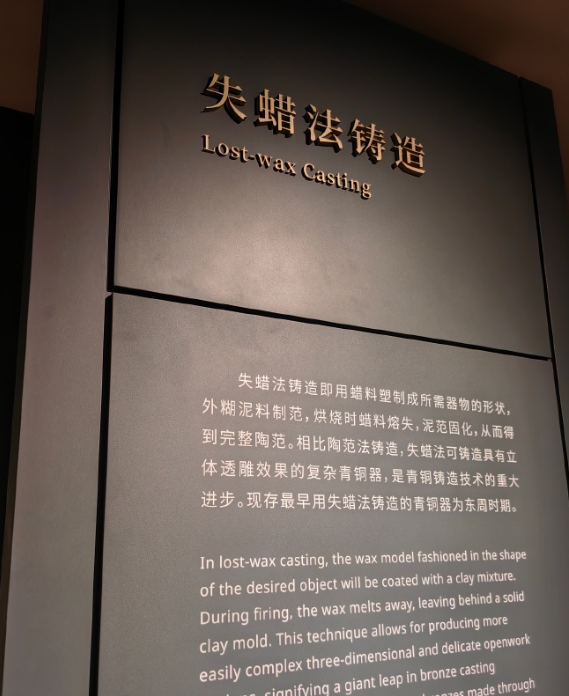 失蜡法铸造
Lost-wax Casting
失蜡法铸造即用蜡料塑制成所需器物的形状，
外糊泥料制范，烘烧时蜡料熔失，泥范固化，从而得
到完整陶范。相比陶范法铸造，失蜡法可铸造具有立
体透雕效果的复杂青铜器，是青铜铸造技术的重大
进步。现存最早用失蜡法铸造的青铜器为东周时期。
In lost-wax casting, the wax model fashioned in the shape
of the desired object will be coated with a clay mixture.
During firing, the wax melts away, leaving behind a solid
clay mold. This technique allows for producing more
easily complex three-dimensional and delicate openwork
signifying a giant leap in bronze casting
made through